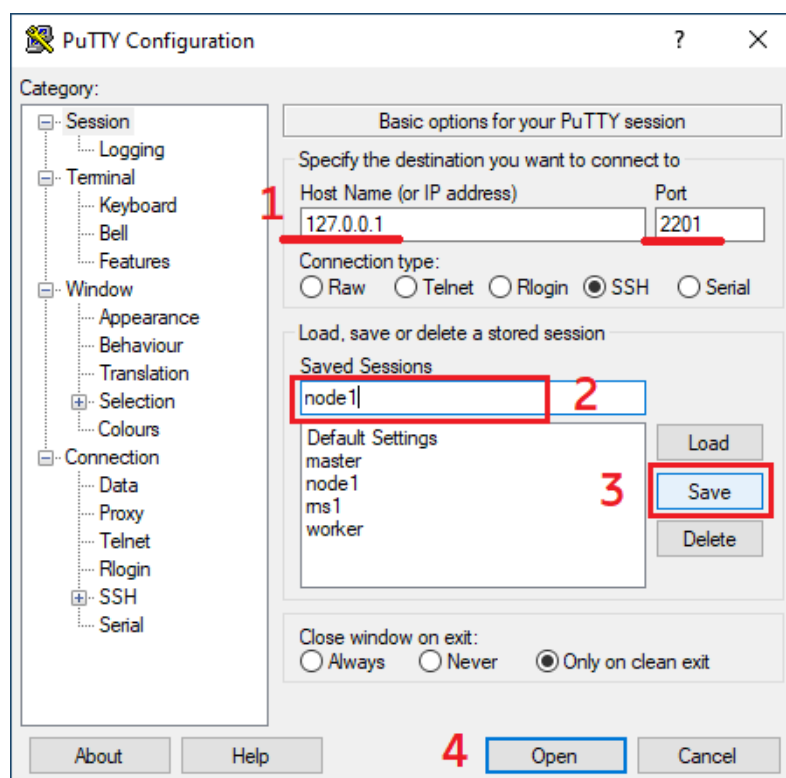 PuTTY Configuration
?
Category:
Session
Logging
Terminal
Keyboard
Bell
Features
Window
Appearance
Behaviour
Translation
Selection
Colours
Connection
Data
Proxy
Telnet
Rlogin
SSH
Serial
Basic options for your PuTTY session
Specify the destination you want to connect to
Host Name (or IP address) Port
1 127.0.0.1 2201
Connection type:
Raw Telnet Rlogin SSH Serial
Load, save or delete a stored session
Saved Sessions
node1 2
Default Settings
master
node1
ms1
worker
Load
3 Save
Delete
Close window on exit:
Always Never Only on clean exit
About Help 4 Open Cancel